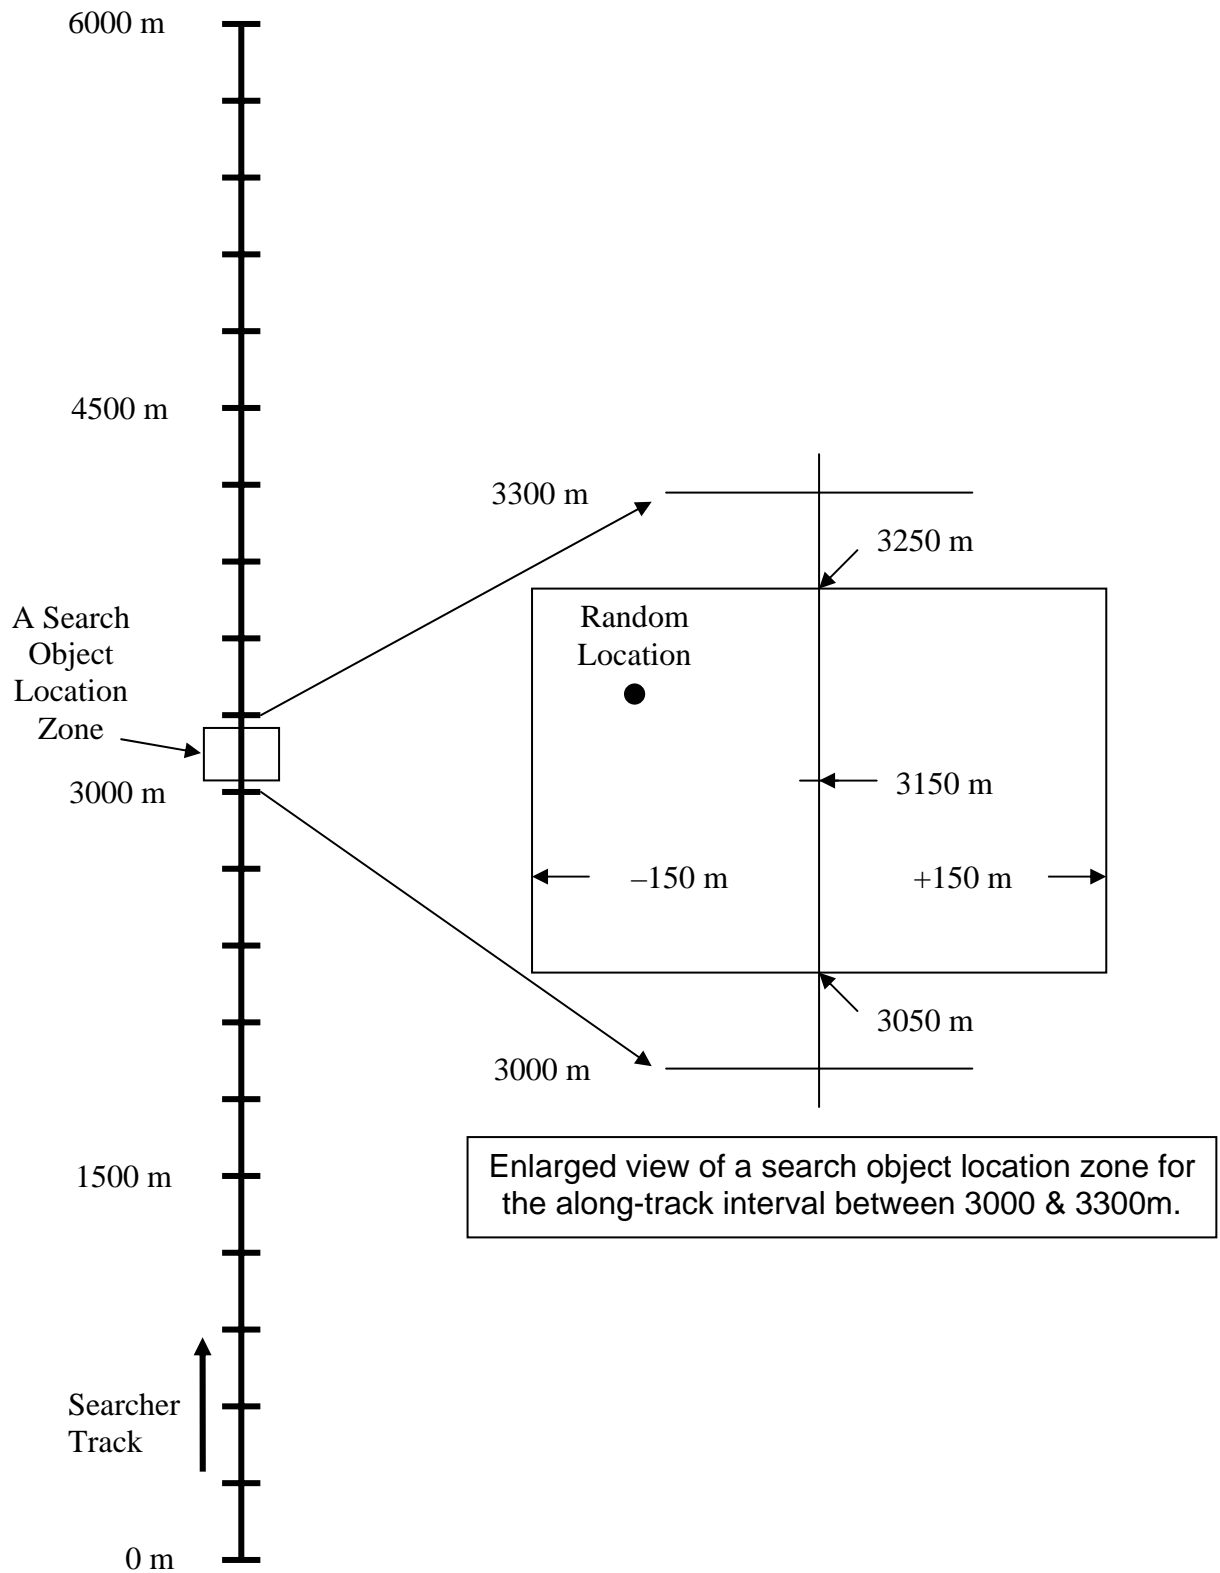 6000 m
4500 m
3300 m
3250 m
A Search
Object
Location
Zone
Random
Location
3000 m
3150 m
–150 m
+150 m
3050 m
3000 m
1500 m
Enlarged view of a search object location zone for
the along-track interval between 3000 & 3300m.
Searcher
Track
0 m